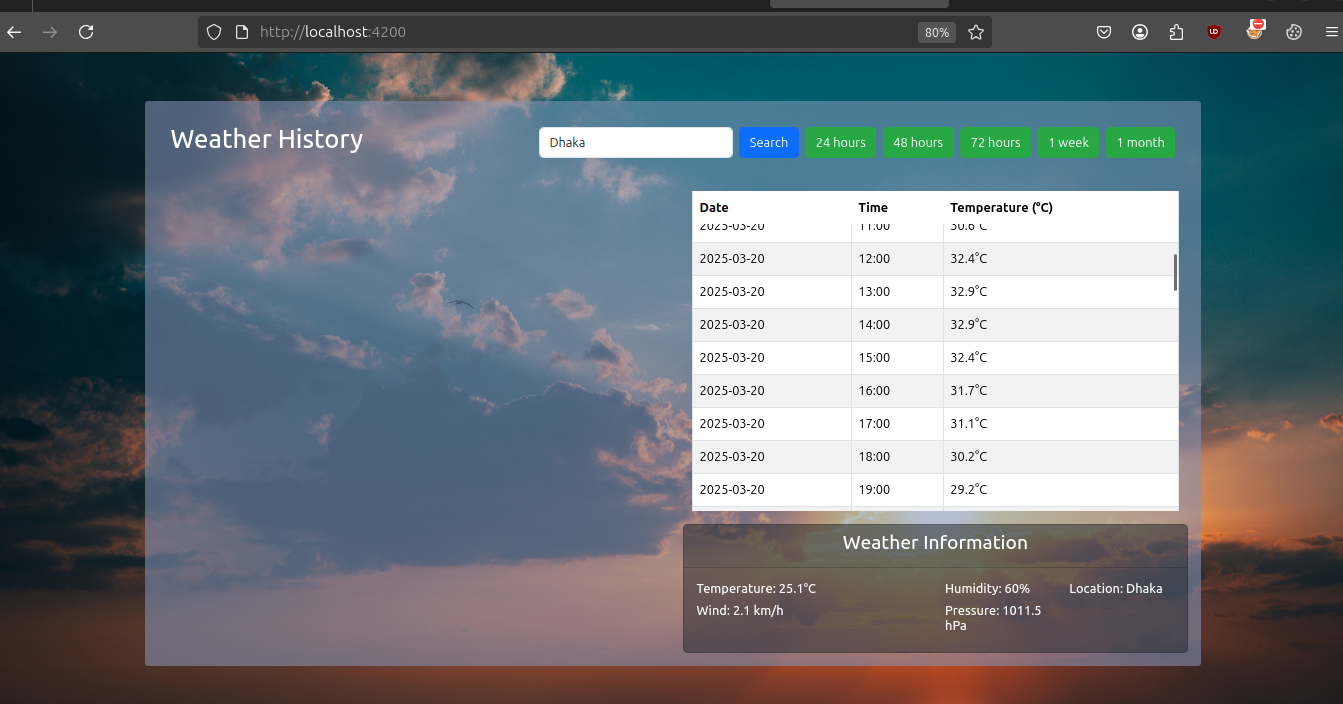 http://localhost:4200
80%
Weather History
Dhaka
Search
24 hours
48 hours
72 hours
1 week
1 month
Date Time Temperature (°C)
2025-03-20 11:00 30.6°C
2025-03-20 12:00 32.4°C
2025-03-20 13:00 32.9°C
2025-03-20 14:00 32.9°C
2025-03-20 15:00 32.4°C
2025-03-20 16:00 31.7°C
2025-03-20 17:00 31.1°C
2025-03-20 18:00 30.2°C
2025-03-20 19:00 29.2°C
Weather Information
Temperature: 25.1°C Humidity: 60% Location: Dhaka
Wind: 2.1 km/h Pressure: 1011.5
hPa